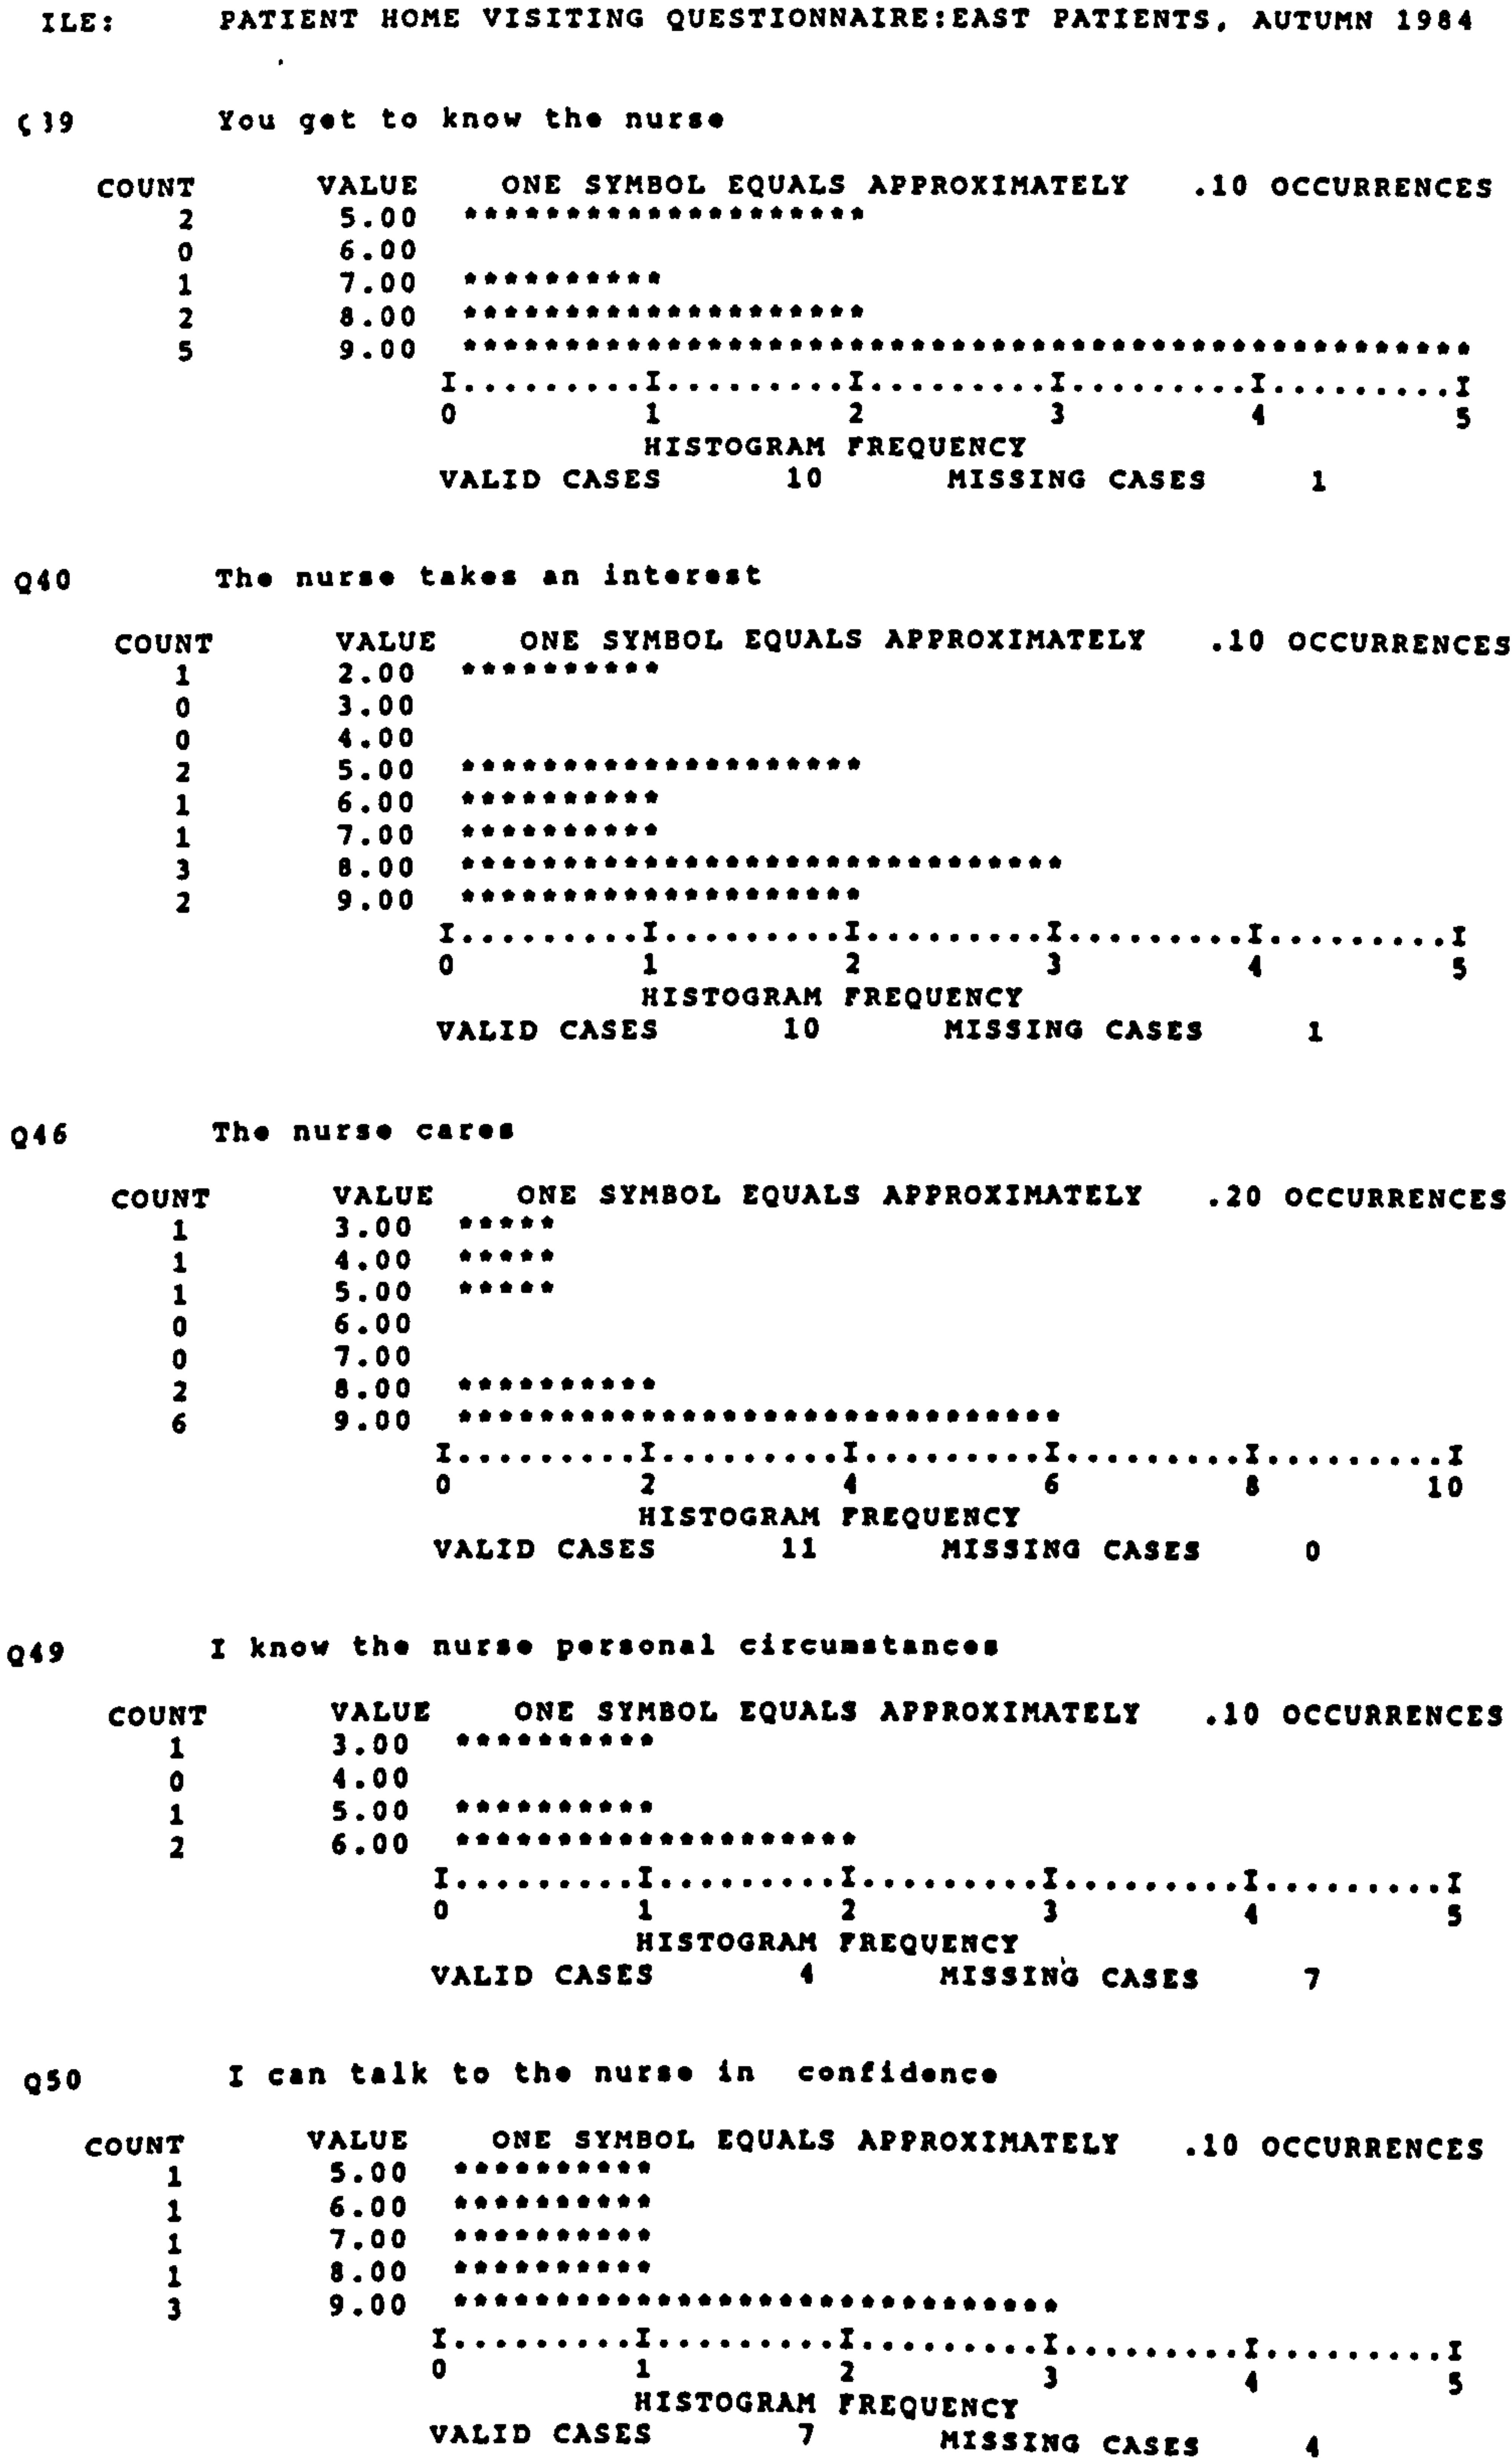 ILE: PATIENT HOME VISITING QUESTIONNAIRE:EAST PATIENTS, AUTUMN 1984
39 You get to know the nurse
COUNT VALUE ONE SYMBOL EQUALS APPROXIMATELY .10 OCCURRENCES
2 5.00 ********************
0 6.00
1 7.00 **********
2 8.00 ********************
5 9.00 **************************************************
I.........I.........I.........I.........I.........I
0 1 2 3 4 5
HISTOGRAM FREQUENCY
VALID CASES 10 MISSING CASES 1
Q40 The nurse takes an interest
COUNT VALUE ONE SYMBOL EQUALS APPROXIMATELY .10 OCCURRENCES
1 2.00 **********
0 3.00
0 4.00
2 5.00 ********************
1 6.00 **********
1 7.00 **********
3 8.00 ******************************
2 9.00 ********************
I.........I.........I.........I.........I.........I
0 1 2 3 4 5
HISTOGRAM FREQUENCY
VALID CASES 10 MISSING CASES 1
Q46 The nurse cares
COUNT VALUE ONE SYMBOL EQUALS APPROXIMATELY .20 OCCURRENCES
1 3.00 *****
1 4.00 *****
1 5.00 *****
0 6.00
0 7.00
2 8.00 **********
6 9.00 ******************************
I.........I.........I.........I.........I.........I
0 2 4 6 8 10
HISTOGRAM FREQUENCY
VALID CASES 11 MISSING CASES 0
Q49 I know the nurse personal circumstances
COUNT VALUE ONE SYMBOL EQUALS APPROXIMATELY .10 OCCURRENCES
1 3.00 **********
0 4.00
1 5.00 **********
2 6.00 ********************
I.........I.........I.........I.........I.........I
0 1 2 3 4 5
HISTOGRAM FREQUENCY
VALID CASES 4 MISSING CASES 7
Q50 I can talk to the nurse in confidence
COUNT VALUE ONE SYMBOL EQUALS APPROXIMATELY .10 OCCURRENCES
1 5.00 **********
1 6.00 **********
1 7.00 **********
1 8.00 **********
3 9.00 ******************************
I.........I.........I.........I.........I.........I
0 1 2 3 4 5
HISTOGRAM FREQUENCY
VALID CASES 7 MISSING CASES 4